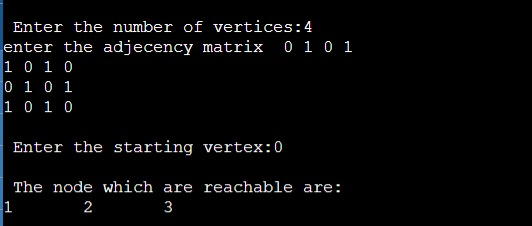 Enter the number of vertices:4
enter the adjecency matrix  0 1 0 1
1 0 1 0
0 1 0 1
1 0 1 0
Enter the starting vertex:0
The node which are reachable are:
1       2       3